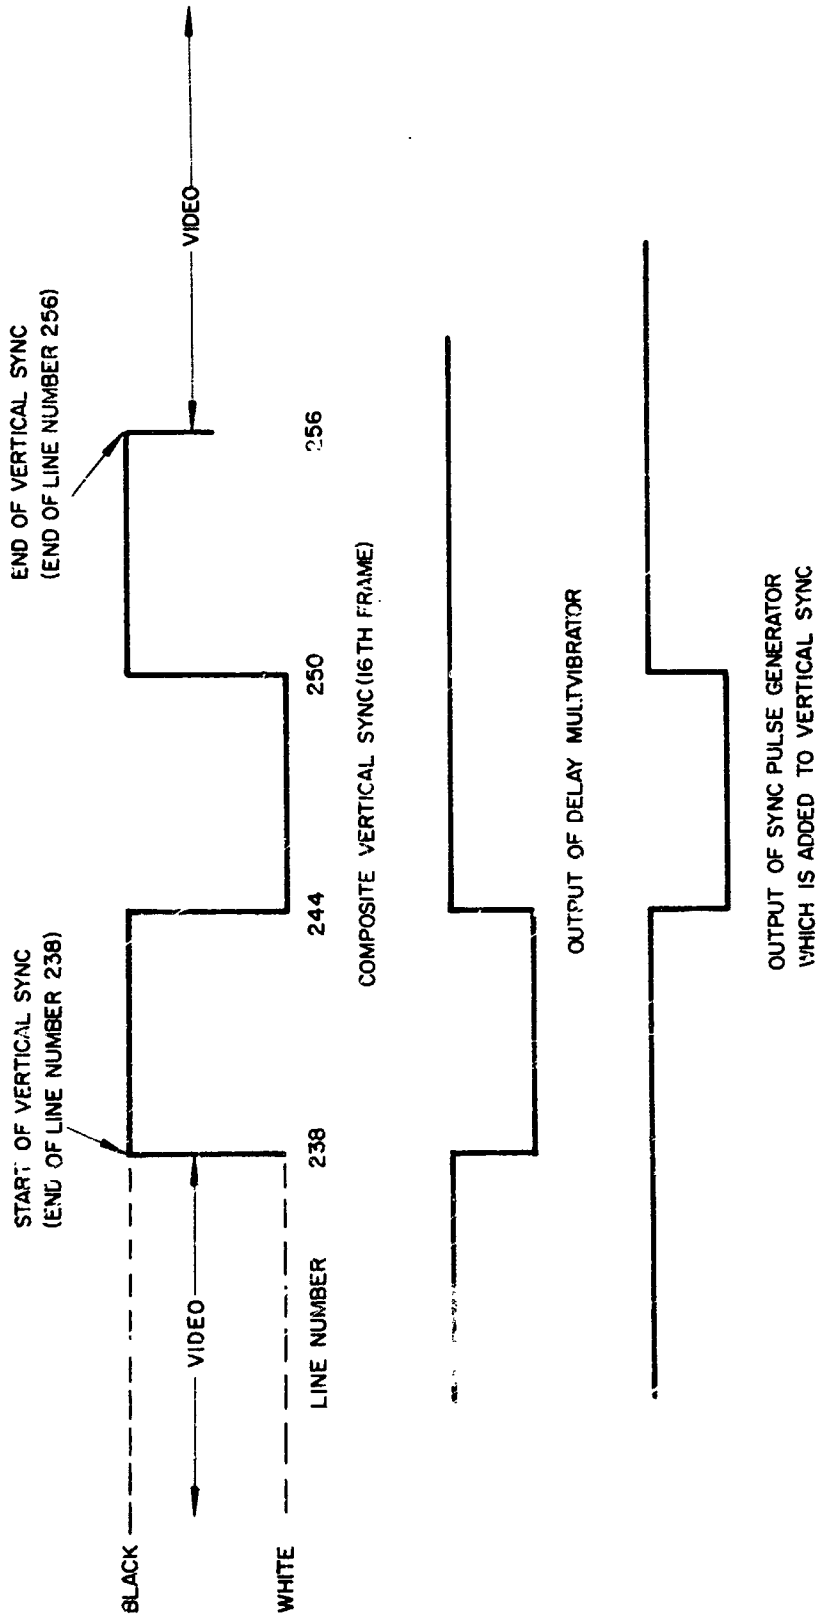 START OF VERTICAL SYNC
(END OF LINE NUMBER 238)
END OF VERTICAL SYNC
(END OF LINE NUMBER 256)
BLACK
VIDEO
VIDEO
WHITE
LINE NUMBER
238
244
250
256
COMPOSITE VERTICAL SYNC (16TH FRAME)
OUTPUT OF DELAY MULTVIBRATOR
OUTPUT OF SYNC PULSE GENERATOR
WHICH IS ADDED TO VERTICAL SYNC